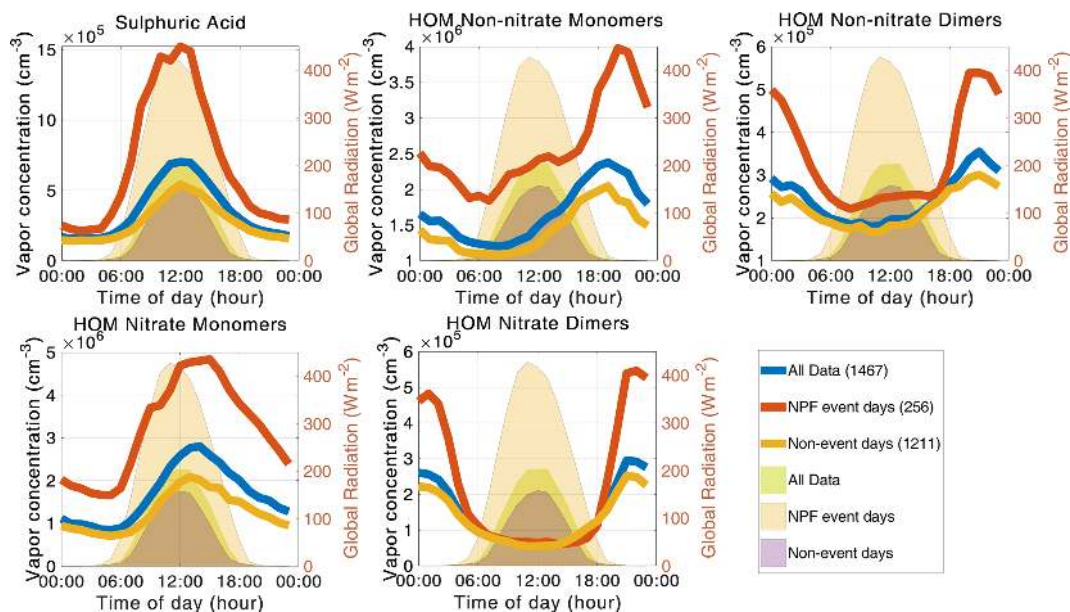 Sulphuric Acid
×10⁵
Vapor concentration (cm⁻³)
15
10
5
0
400
300
200
100
0
Global Radiation (Wm⁻²)
00:00 06:00 12:00 18:00 00:00
Time of day (hour)
HOM Non-nitrate Monomers
×10⁶
Vapor concentration (cm⁻³)
4
3.5
3
2.5
2
1.5
1
400
300
200
100
0
Global Radiation (Wm⁻²)
00:00 06:00 12:00 18:00 00:00
Time of day (hour)
HOM Non-nitrate Dimers
×10⁵
Vapor concentration (cm⁻³)
6
5
4
3
2
1
400
300
200
100
0
Global Radiation (Wm⁻²)
00:00 06:00 12:00 18:00 00:00
Time of day (hour)
HOM Nitrate Monomers
×10⁶
Vapor concentration (cm⁻³)
5
4
3
2
1
0
400
300
200
100
0
Global Radiation (Wm⁻²)
00:00 06:00 12:00 18:00 00:00
Time of day (hour)
HOM Nitrate Dimers
×10⁵
Vapor concentration (cm⁻³)
6
5
4
3
2
1
0
400
300
200
100
0
Global Radiation (Wm⁻²)
00:00 06:00 12:00 18:00 00:00
Time of day (hour)
All Data (1467)
NPF event days (256)
Non-event days (1211)
All Data
NPF event days
Non-event days